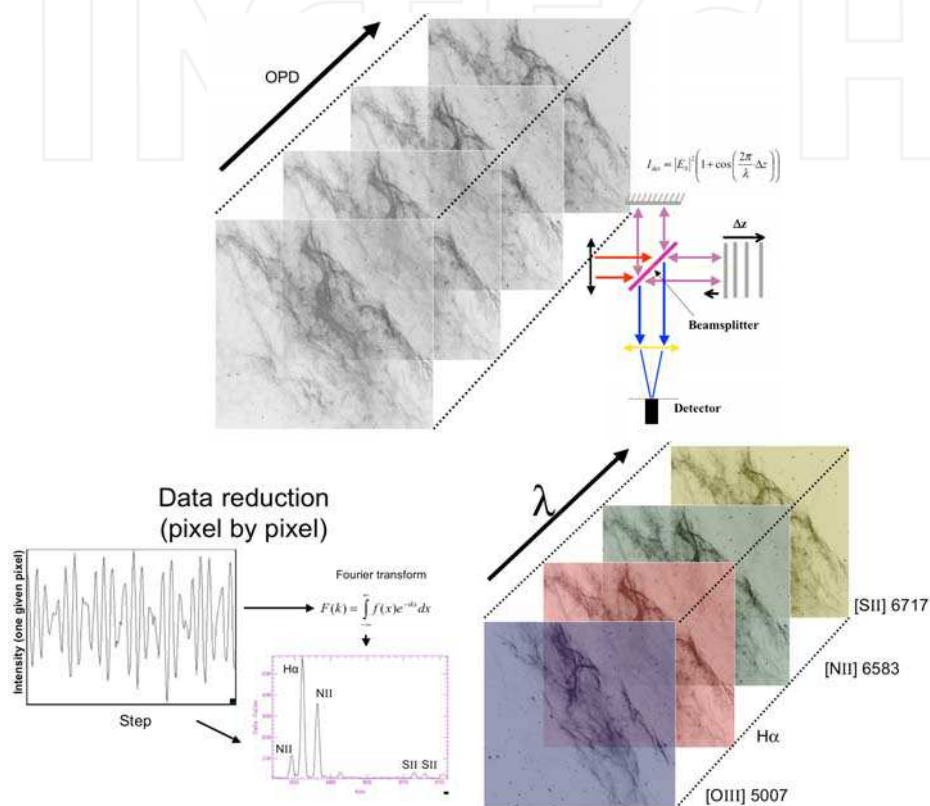 INTECH
OPD
I_det = |E_0|^2 (1 + cos(2π/λ Δz))
Δz
Beamsplitter
Detector
λ
Data reduction
(pixel by pixel)
Intensity (one given pixel)
Step
Fourier transform
F(k) = ∫ f(x)e dx
Hα
NII
NII
SII SII
[SII] 6717
[NII] 6583
Hα
[OIII] 5007